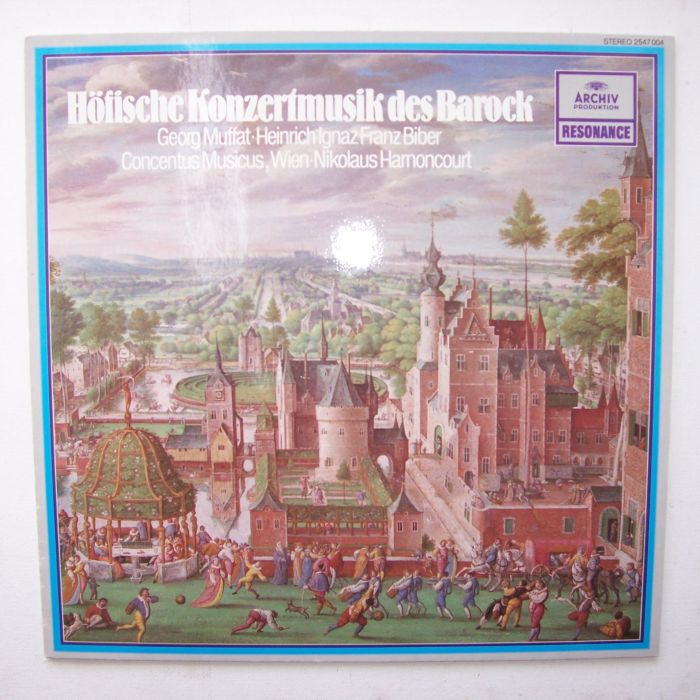 STEREO 2547 004
Höfische Konzertmusik des Barock
Georg Muffat·Heinrich Ignaz Franz Biber
Concentus Musicus, Wien·Nikolaus Harnoncourt
ARCHIV
PRODUKTION
RESONANCE